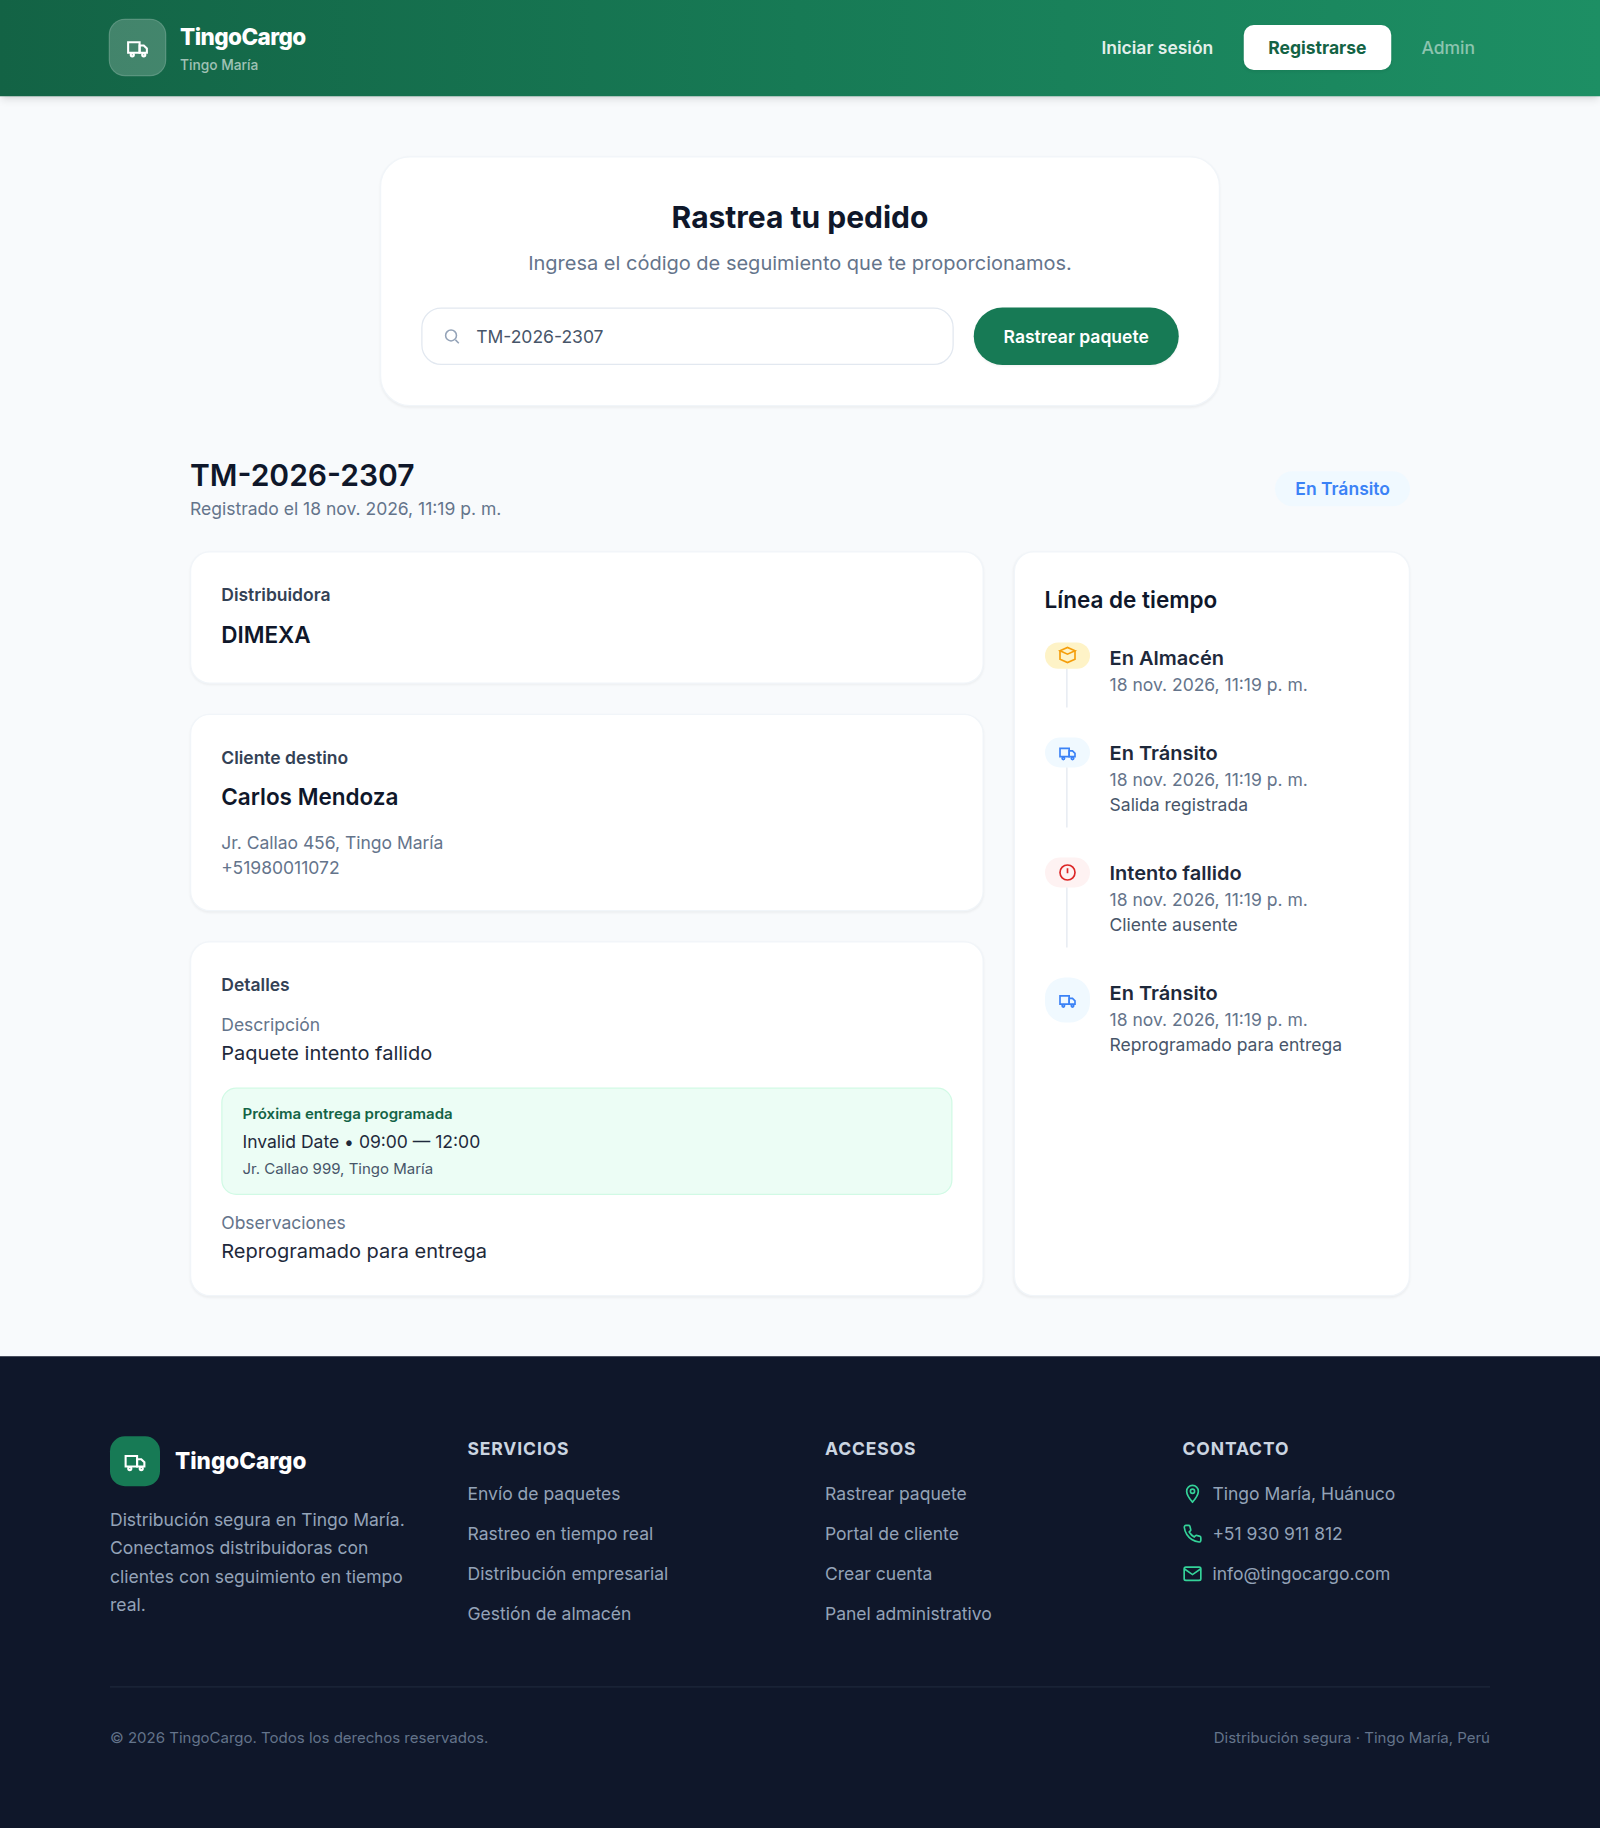 TingoCargo
Tingo María
Iniciar sesión
Registrarse
Admin
Rastrea tu pedido
Ingresa el código de seguimiento que te proporcionamos.
TM-2026-2307
Rastrear paquete
TM-2026-2307
Registrado el 18 nov. 2026, 11:19 p. m.
En Tránsito
Distribuidora
DIMEXA
Cliente destino
Carlos Mendoza
Jr. Callao 456, Tingo María
+51980011072
Detalles
Descripción
Paquete intento fallido
Próxima entrega programada
Invalid Date • 09:00 — 12:00
Jr. Callao 999, Tingo María
Observaciones
Reprogramado para entrega
Línea de tiempo
En Almacén
18 nov. 2026, 11:19 p. m.
En Tránsito
18 nov. 2026, 11:19 p. m.
Salida registrada
Intento fallido
18 nov. 2026, 11:19 p. m.
Cliente ausente
En Tránsito
18 nov. 2026, 11:19 p. m.
Reprogramado para entrega
TingoCargo
Distribución segura en Tingo María.
Conectamos distribuidoras con
clientes con seguimiento en tiempo
real.
SERVICIOS
Envío de paquetes
Rastreo en tiempo real
Distribución empresarial
Gestión de almacén
ACCESOS
Rastrear paquete
Portal de cliente
Crear cuenta
Panel administrativo
CONTACTO
Tingo María, Huánuco
+51 930 911 812
info@tingocargo.com
© 2026 TingoCargo. Todos los derechos reservados.
Distribución segura · Tingo María, Perú